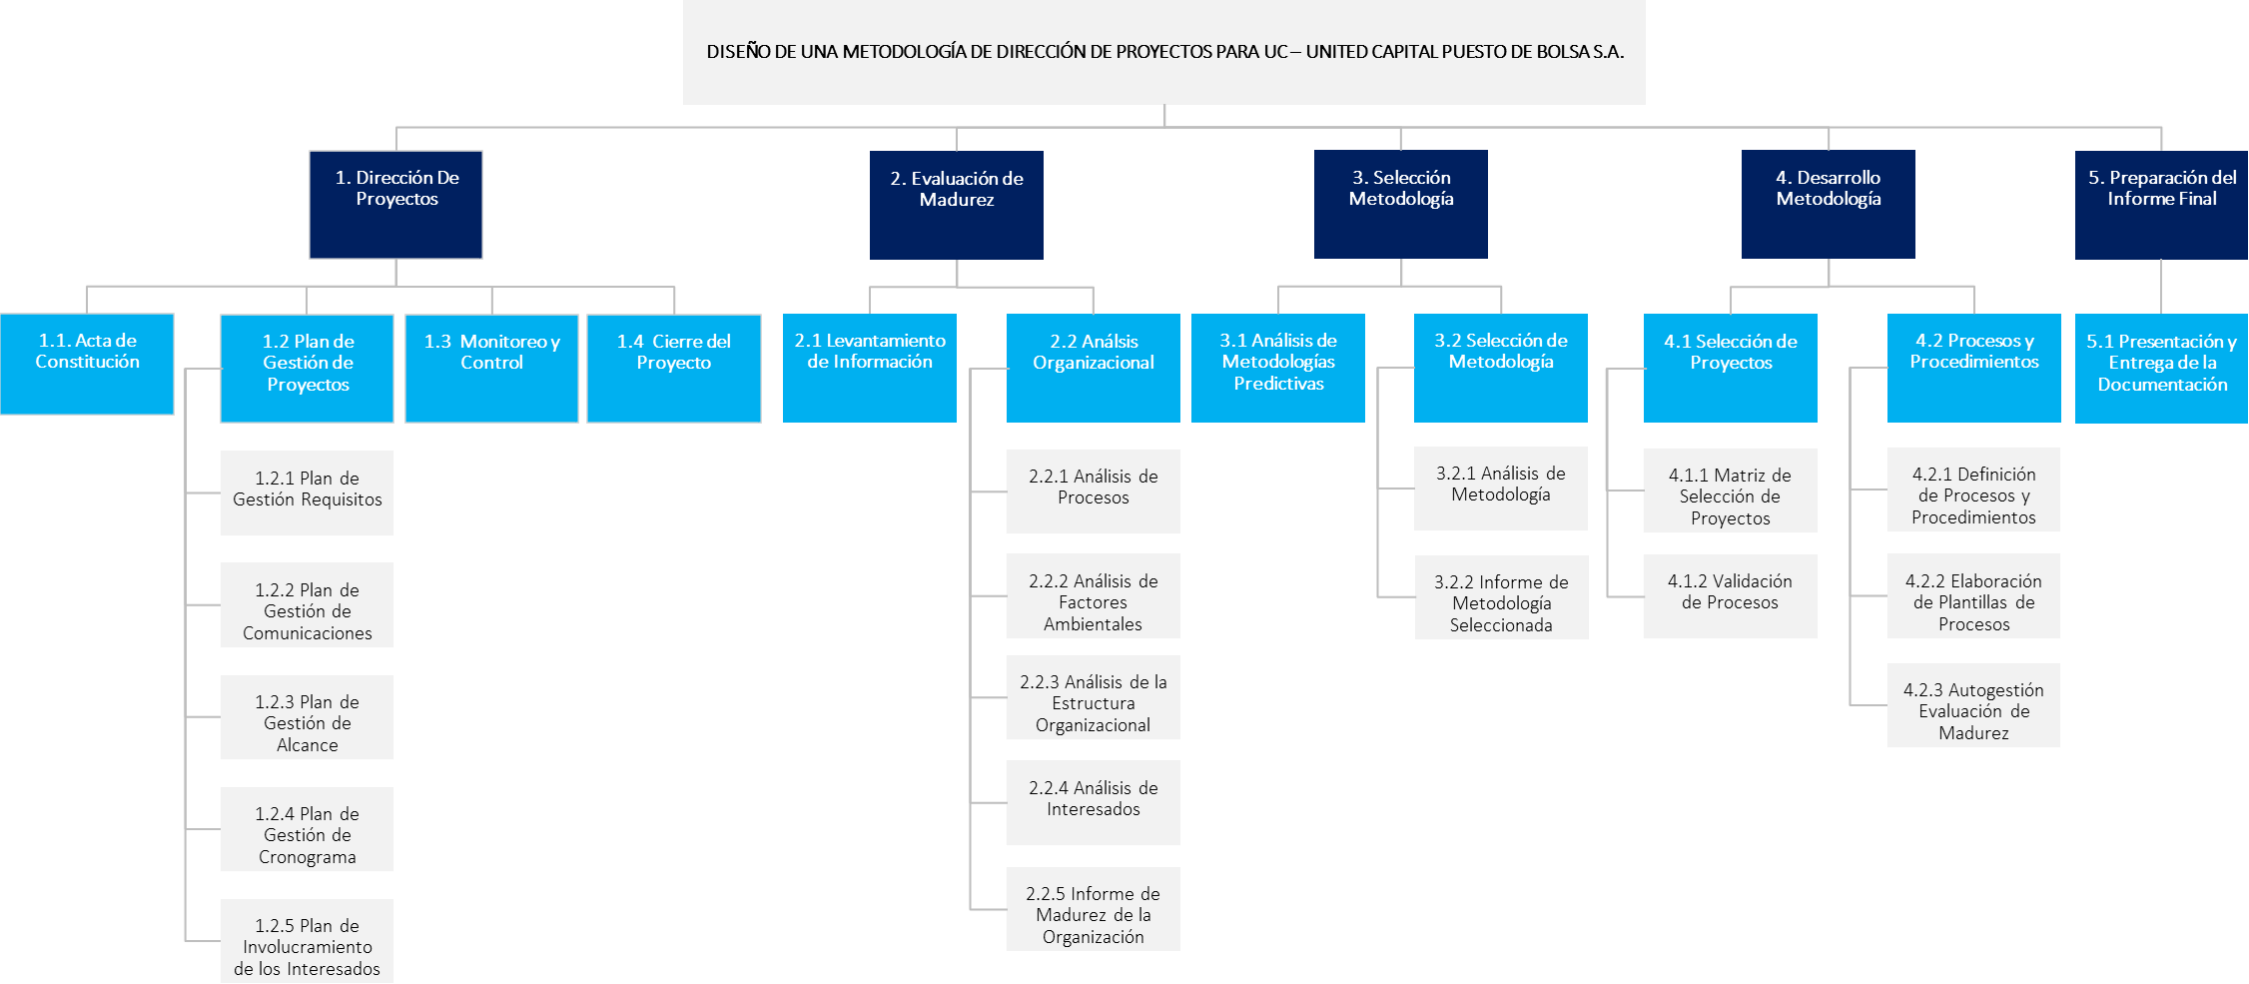 DISEÑO DE UNA METODOLOGÍA DE DIRECCIÓN DE PROYECTOS PARA UC – UNITED CAPITAL PUESTO DE BOLSA S.A.
1. Dirección De
Proyectos
2. Evaluación de
Madurez
3. Selección
Metodología
4. Desarrollo
Metodología
5. Preparación del
Informe Final
1.1. Acta de
Constitución
1.2 Plan de
Gestión de
Proyectos
1.3 Monitoreo y
Control
1.4 Cierre del
Proyecto
2.1 Levantamiento
de Información
2.2 Análsis
Organizacional
3.1 Análisis de
Metodologías
Predictivas
3.2 Selección de
Metodología
4.1 Selección de
Proyectos
4.2 Procesos y
Procedimientos
5.1 Presentación y
Entrega de la
Documentación
1.2.1 Plan de
Gestión Requisitos
1.2.2 Plan de
Gestión de
Comunicaciones
1.2.3 Plan de
Gestión de
Alcance
1.2.4 Plan de
Gestión de
Cronograma
1.2.5 Plan de
Involucramiento
de los Interesados
2.2.1 Análisis de
Procesos
2.2.2 Análisis de
Factores
Ambientales
2.2.3 Análisis de la
Estructura
Organizacional
2.2.4 Análisis de
Interesados
2.2.5 Informe de
Madurez de la
Organización
3.2.1 Análisis de
Metodología
3.2.2 Informe de
Metodología
Seleccionada
4.1.1 Matriz de
Selección de
Proyectos
4.1.2 Validación
de Procesos
4.2.1 Definición
de Procesos y
Procedimientos
4.2.2 Elaboración
de Plantillas de
Procesos
4.2.3 Autogestión
Evaluación de
Madurez